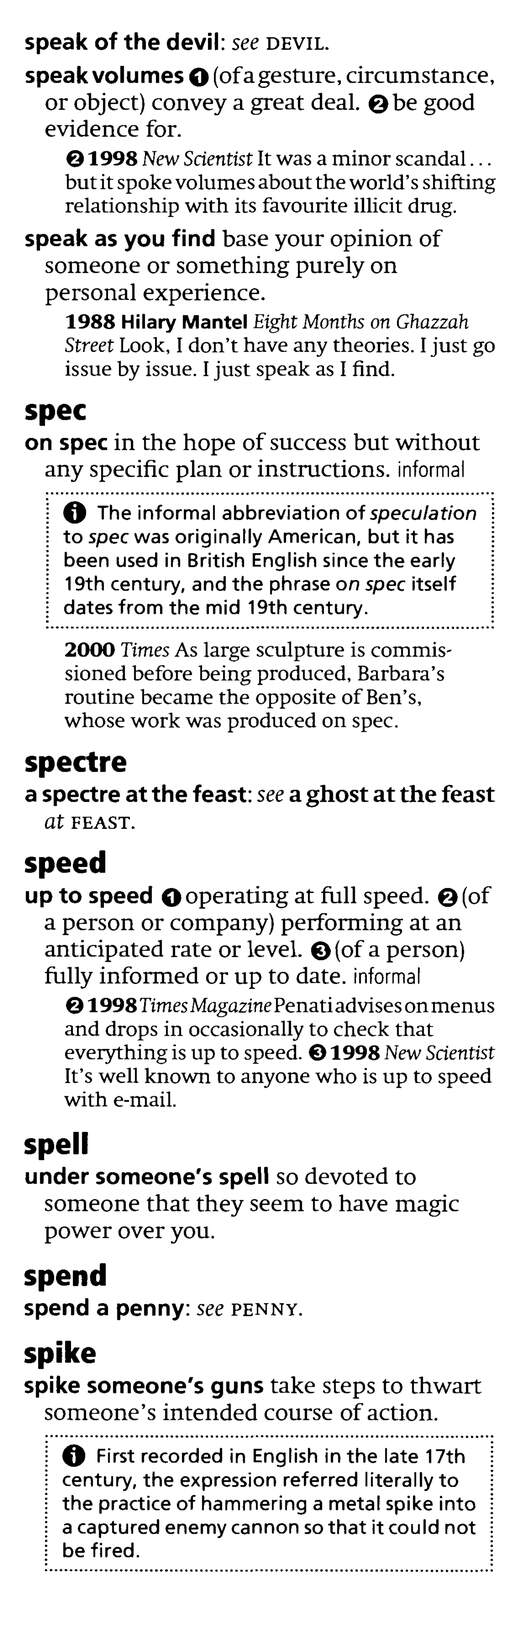 speak of the devil: see DEVIL.
speak volumes ❶ (of a gesture, circumstance,
or object) convey a great deal. ❷ be good
evidence for.
❷ 1998 New Scientist It was a minor scandal...
but it spoke volumes about the world's shifting
relationship with its favourite illicit drug.
speak as you find base your opinion of
someone or something purely on
personal experience.
1988 Hilary Mantel Eight Months on Ghazzah
Street Look, I don't have any theories. I just go
issue by issue. I just speak as I find.
spec
on spec in the hope of success but without
any specific plan or instructions. informal
ℹ The informal abbreviation of speculation
to spec was originally American, but it has
been used in British English since the early
19th century, and the phrase on spec itself
dates from the mid 19th century.
2000 Times As large sculpture is commis-
sioned before being produced, Barbara's
routine became the opposite of Ben's,
whose work was produced on spec.
spectre
a spectre at the feast: see a ghost at the feast
at FEAST.
speed
up to speed ❶ operating at full speed. ❷ (of
a person or company) performing at an
anticipated rate or level. ❸ (of a person)
fully informed or up to date. informal
❷ 1998 Times Magazine Penati advises on menus
and drops in occasionally to check that
everything is up to speed. ❸ 1998 New Scientist
It's well known to anyone who is up to speed
with e-mail.
spell
under someone's spell so devoted to
someone that they seem to have magic
power over you.
spend
spend a penny: see PENNY.
spike
spike someone's guns take steps to thwart
someone's intended course of action.
ℹ First recorded in English in the late 17th
century, the expression referred literally to
the practice of hammering a metal spike into
a captured enemy cannon so that it could not
be fired.